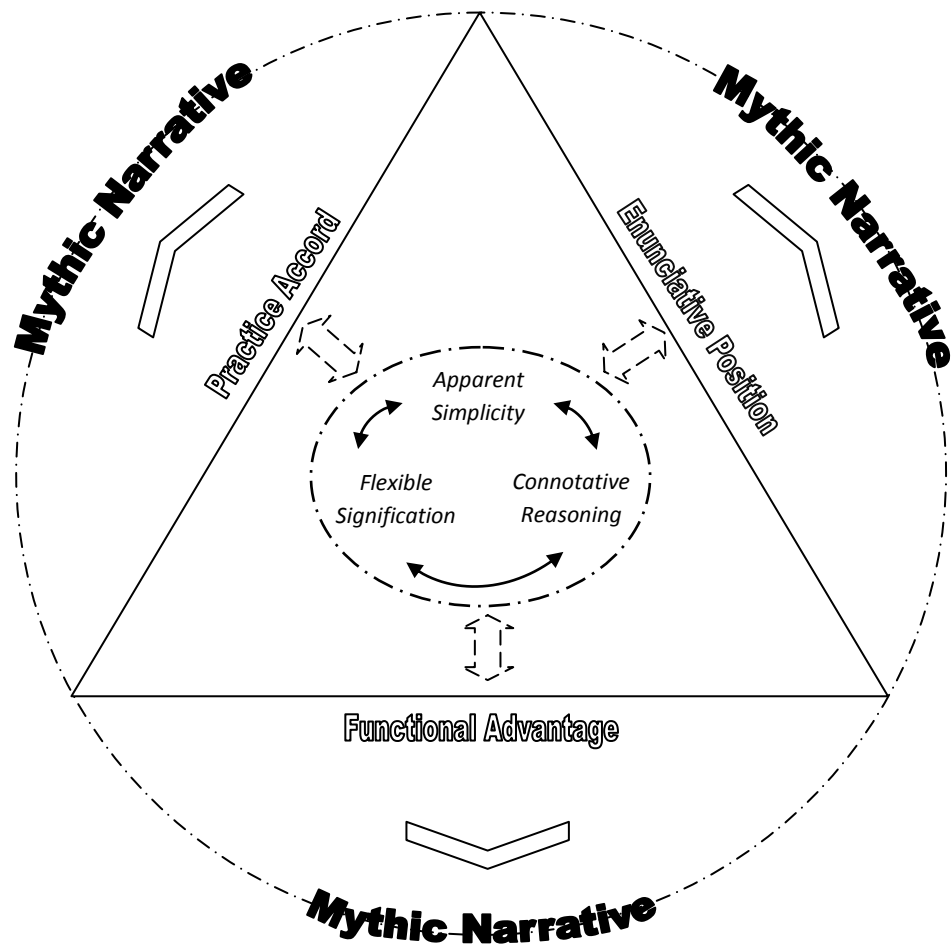 Mythic Narrative
Mythic Narrative
Practice Accord
Enunciative Position
Apparent
Simplicity
Flexible
Signification
Connotative
Reasoning
Functional Advantage
Mythic Narrative